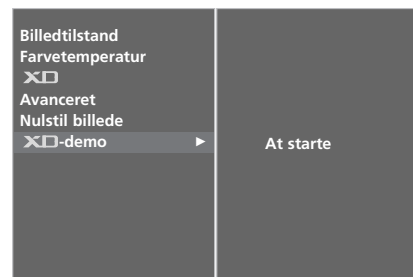 Billedtilstand
Farvetemperatur
XD
Avanceret
Nulstil billede
XD-demo ►
At starte